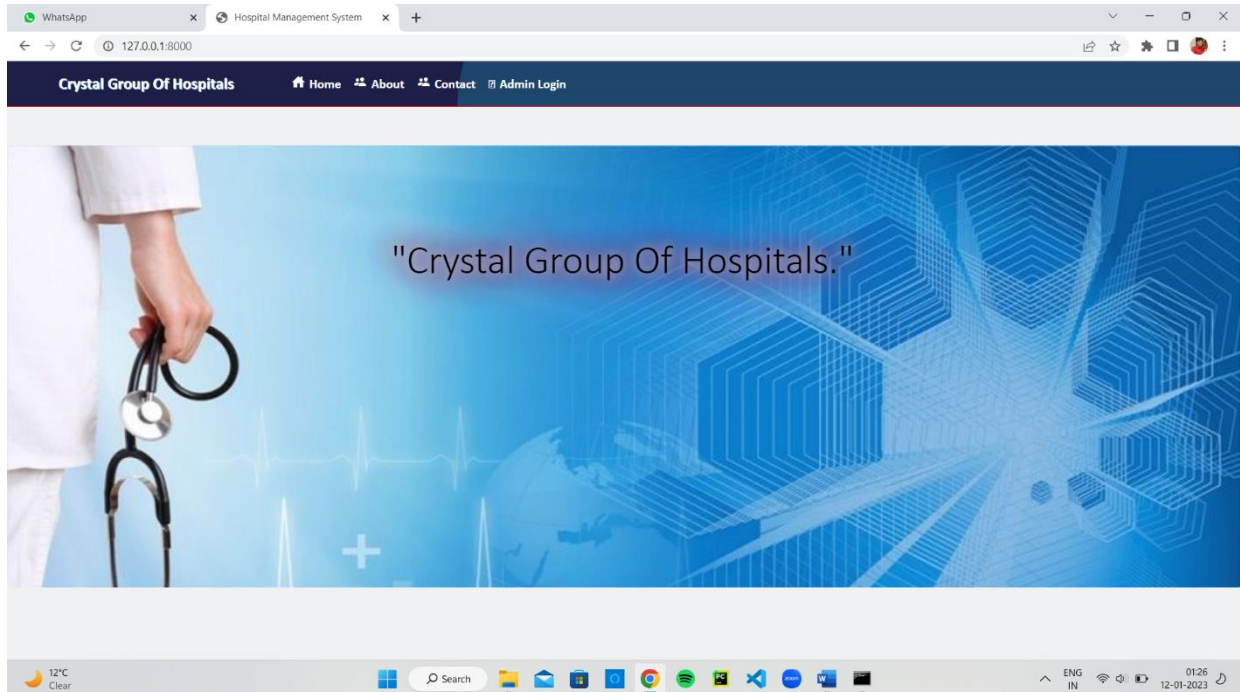 WhatsApp
Hospital Management System
127.0.0.1:8000
Crystal Group Of Hospitals Home About Contact Admin Login
"Crystal Group Of Hospitals."
12°C
Clear
Search
ENG
IN
01:26
12-01-2023